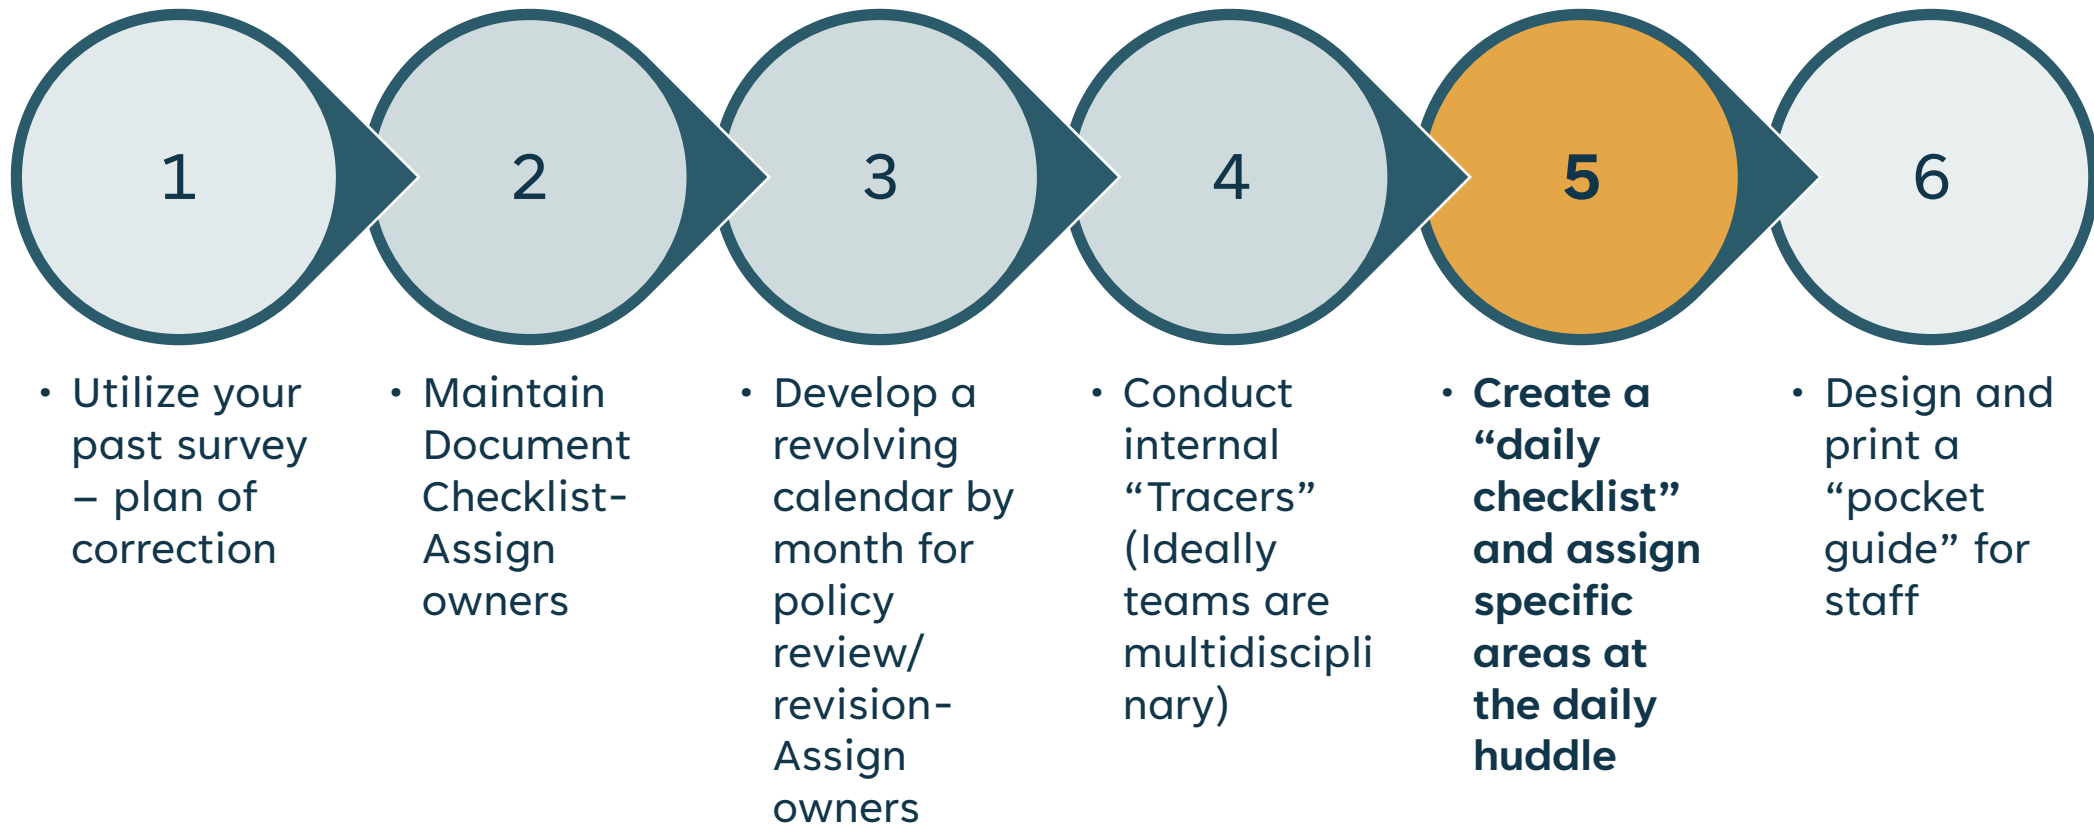 1
2
3
4
5
6
• Utilize your
past survey
– plan of
correction
• Maintain
Document
Checklist-
Assign
owners
• Develop a
revolving
calendar by
month for
policy
review/
revision-
Assign
owners
• Conduct
internal
“Tracers”
(Ideally
teams are
multidiscipli
nary)
• Create a
“daily
checklist”
and assign
specific
areas at
the daily
huddle
• Design and
print a
“pocket
guide” for
staff